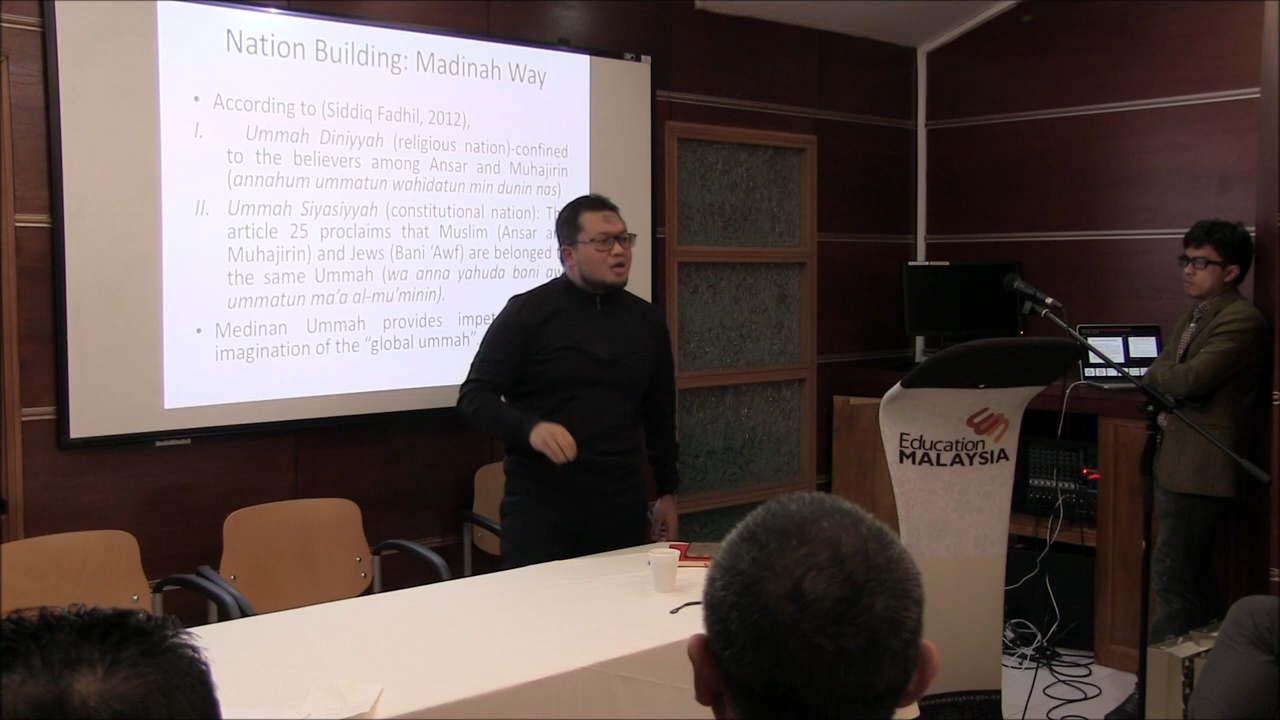 Nation Building: Madinah Way
• According to (Siddiq Fadhil, 2012),
I. Ummah Diniyyah (religious nation)-confined
to the believers among Ansar and Muhajirin
(annahum ummatun wahidatun min dunin nas)
II. Ummah Siyasiyyah (constitutional nation): Th
article 25 proclaims that Muslim (Ansar a
Muhajirin) and Jews (Bani ‘Awf) are belonged
the same Ummah (wa anna yahuda bani aw
ummatun ma’a al-mu’minin).
• Medinan Ummah provides impet
imagination of the “global ummah”.
Education
MALAYSIA